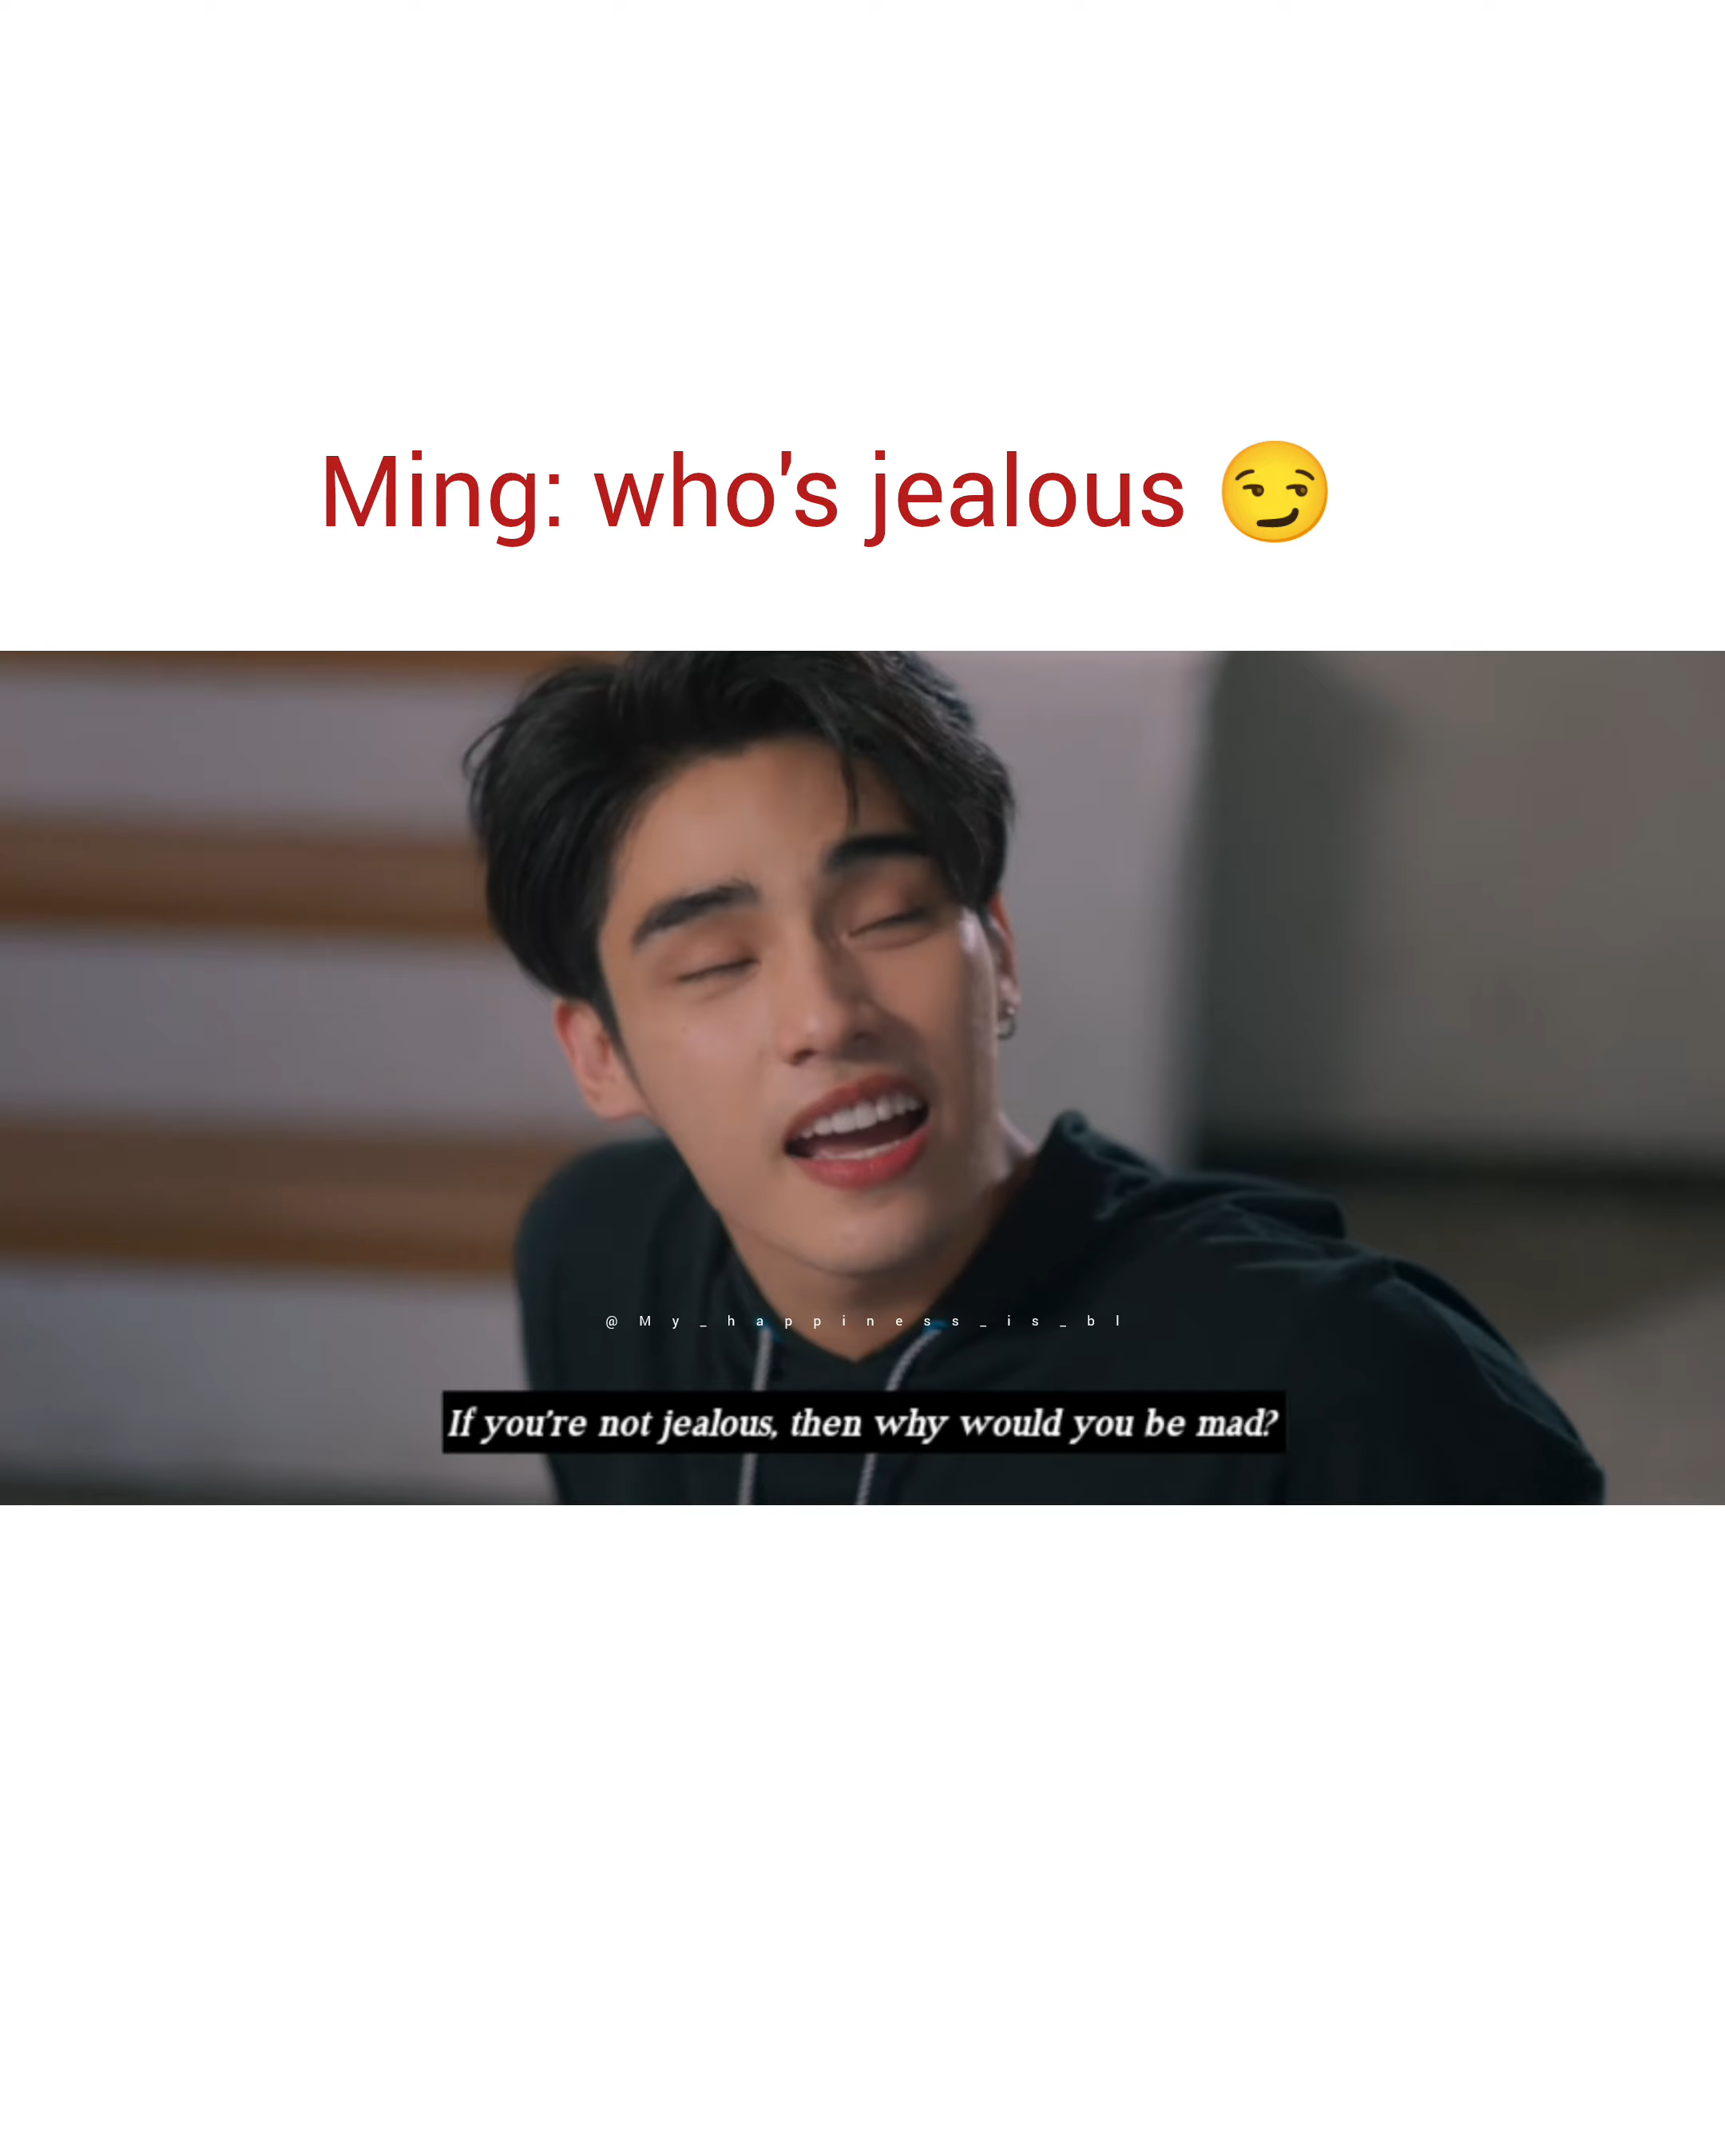 Ming: who's jealous 😏
@My_happiness_is_bl
If you're not jealous, then why would you be mad?